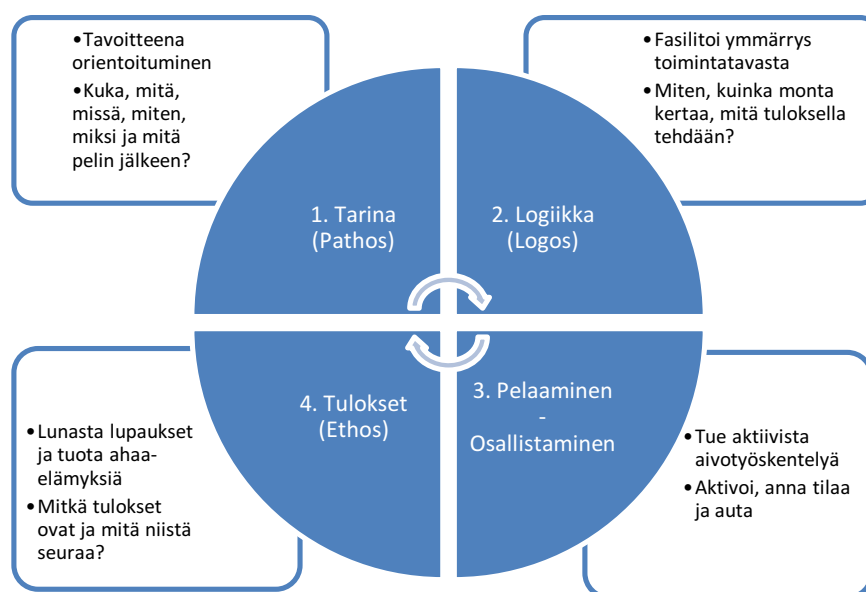 •Tavoitteena
orientoituminen
•Kuka, mitä,
missä, miten,
miksi ja mitä
pelin jälkeen?
•Fasilitoi ymmärrys
toimintatavasta
•Miten, kuinka monta
kertaa, mitä tuloksella
tehdään?
1. Tarina
(Pathos)
2. Logiikka
(Logos)
4. Tulokset
(Ethos)
3. Pelaaminen
-
Osallistaminen
•Lunasta lupaukset
ja tuota ahaa-
elämyksiä
•Mitkä tulokset
ovat ja mitä niistä
seuraa?
•Tue aktiivista
aivotyöskentelyä
•Aktivoi, anna tilaa
ja auta